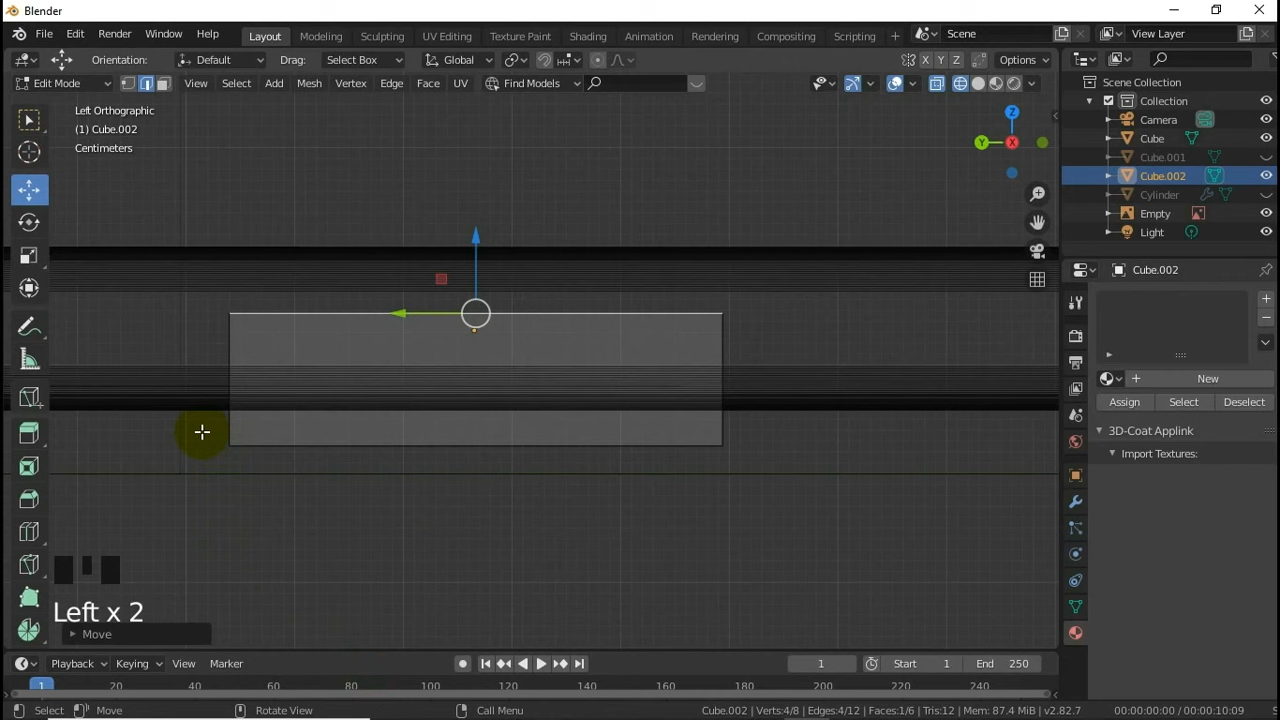 Blender
File Edit Render Window Help Layout Modeling Sculpting UV Editing Texture Paint Shading Animation Rendering Compositing Scripting + Scene View Layer
Orientation: Default Drag: Select Box Global X Y Z Options
Edit Mode View Select Add Mesh Vertex Edge Face UV Find Models
Left Orthographic
(1) Cube.002
Centimeters
Z
Y
X
Scene Collection
Collection
Camera
Cube
Cube.001
Cube.002
Cylinder
Empty
Light
Cube.002
+ New
Assign Select Deselect
3D-Coat Applink
Import Textures:
Left x 2
Move
Playback Keying View Marker 1 Start 1 End 250
1 20 40 60 80 100 120 140 160 180 200 220 240
Select Move Rotate View Call Menu Cube.002 | Verts:4/8 | Edges:4/12 | Faces:1/6 | Tris:12 | Mem: 87.4 MiB | v2.82.7 00:00:00:00 / 00:00:10:09